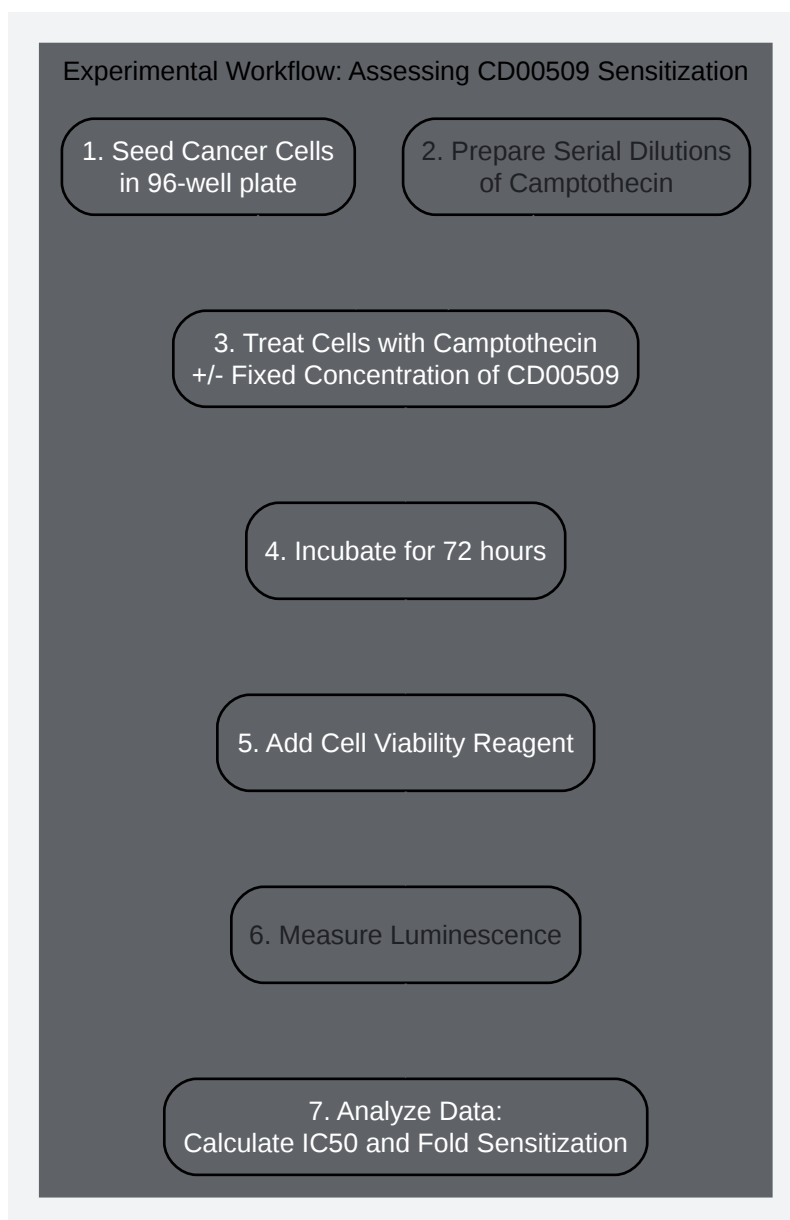 Experimental Workflow: Assessing CD00509 Sensitization
1. Seed Cancer Cells
in 96-well plate
2. Prepare Serial Dilutions
of Camptothecin
3. Treat Cells with Camptothecin
+/- Fixed Concentration of CD00509
4. Incubate for 72 hours
5. Add Cell Viability Reagent
6. Measure Luminescence
7. Analyze Data:
Calculate IC50 and Fold Sensitization